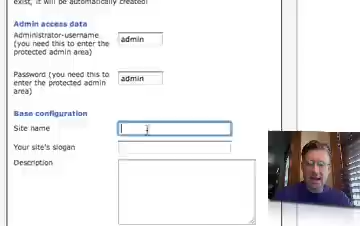 exist, it will be automatically created!
Admin access data
Administrator-username
(you need this to enter the
protected admin area)
admin
Password (you need this to
enter the protected admin
area)
admin
Base configuration
Site name
Your site's slogan
Description